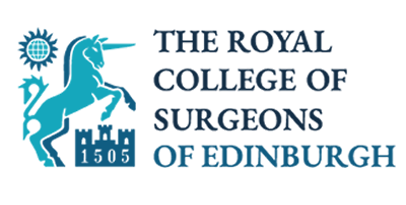 THE ROYAL
COLLEGE OF
SURGEONS
OF EDINBURGH
1505